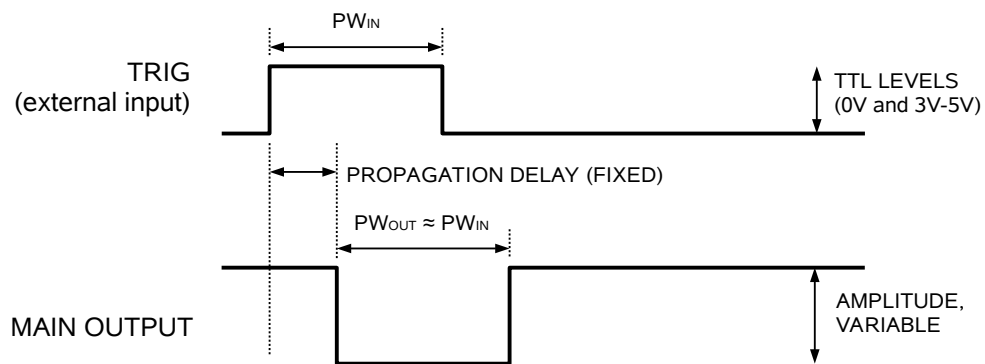 PWIN
TRIG
(external input)
TTL LEVELS
(0V and 3V-5V)
PROPAGATION DELAY (FIXED)
PWOUT ≈ PWIN
MAIN OUTPUT
AMPLITUDE,
VARIABLE